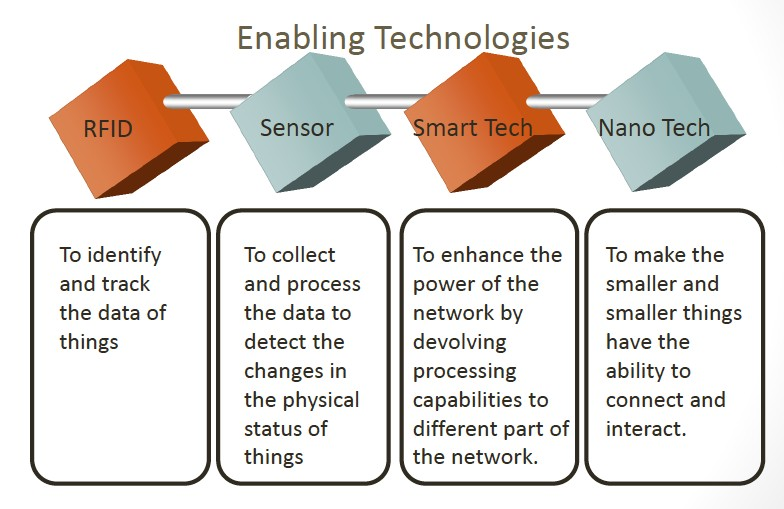 Enabling Technologies
RFID
Sensor
Smart Tech
Nano Tech
To identify
and track
the data of
things
To collect
and process
the data to
detect the
changes in
the physical
status of
things
To enhance the
power of the
network by
devolving
processing
capabilities to
different part of
the network.
To make the
smaller and
smaller things
have the
ability to
connect and
interact.